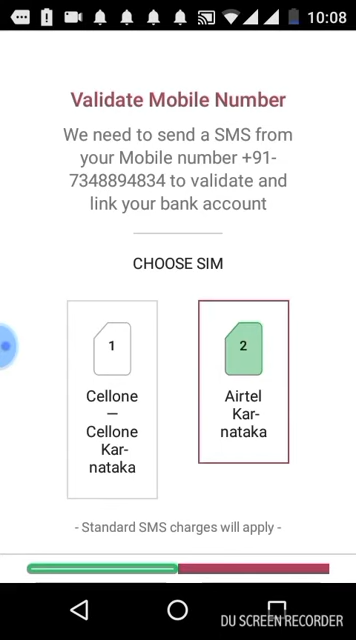 10:08
Validate Mobile Number
We need to send a SMS from
your Mobile number +91-
7348894834 to validate and
link your bank account
CHOOSE SIM
1
Cellone
—
Cellone
Kar-
nataka
2
Airtel
Kar-
nataka
- Standard SMS charges will apply -
DU SCREEN RECORDER